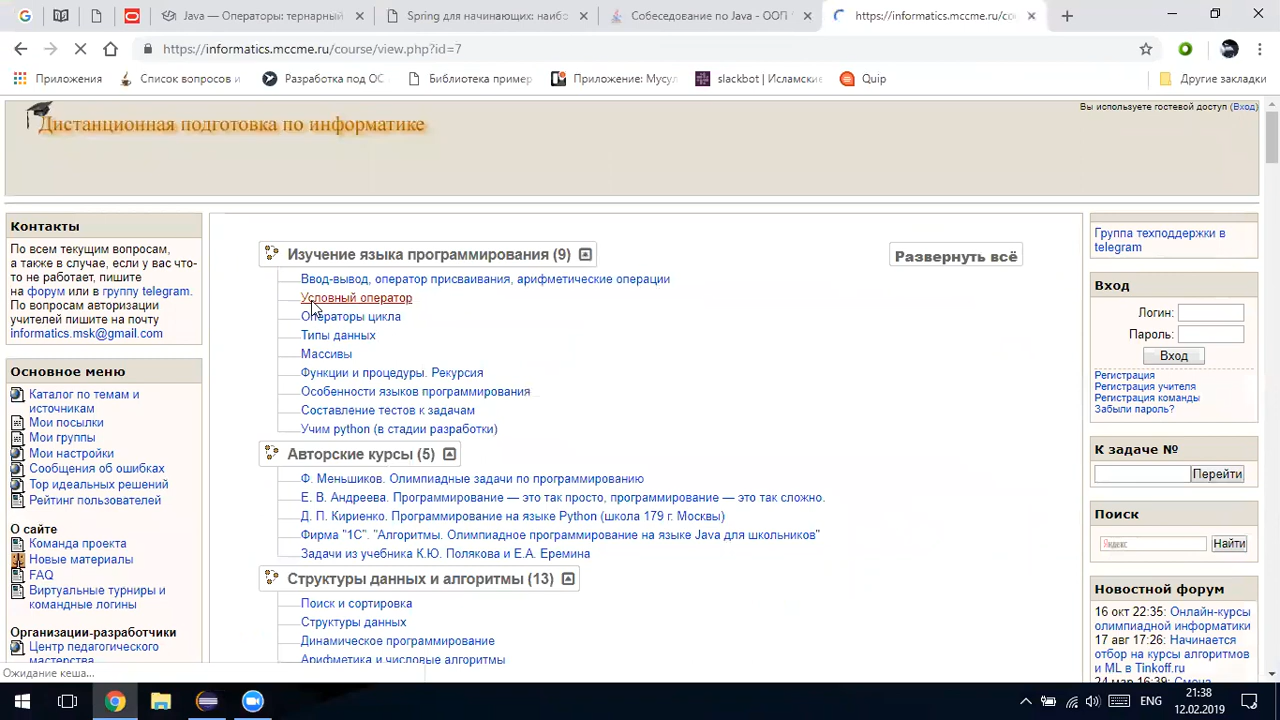 Java — Операторы: тернарный
Spring для начинающих: наиб
Собеседование по Java - ООП
https://informatics.mccme.ru/co
https://informatics.mccme.ru/course/view.php?id=7
Приложения
Список вопросов и
Разработка под ОС
Библиотека пример
Приложение: Мусул
slackbot | Исламские
Quip
Другие закладки
Вы используете гостевой доступ (Вход)
Дистанционная подготовка по информатике
Контакты
По всем текущим вопросам,
а также в случае, если у вас что-
то не работает, пишите
на форум или в группу telegram.
По вопросам авторизации
учителей пишите на почту
informatics.msk@gmail.com
Основное меню
Каталог по темам и
источникам
Мои посылки
Мои группы
Мои настройки
Сообщения об ошибках
Top идеальных решений
Рейтинг пользователей
О сайте
Команда проекта
Новые материалы
FAQ
Виртуальные турниры и
командные логины
Организации-разработчики
Центр педагогического
мастерства
Изучение языка программирования (9)
Развернуть всё
Ввод-вывод, оператор присваивания, арифметические операции
Условный оператор
Операторы цикла
Типы данных
Массивы
Функции и процедуры. Рекурсия
Особенности языков программирования
Составление тестов к задачам
Учим python (в стадии разработки)
Авторские курсы (5)
Ф. Меньшиков. Олимпиадные задачи по программированию
Е. В. Андреева. Программирование — это так просто, программирование — это так сложно.
Д. П. Кириенко. Программирование на языке Python (школа 179 г. Москвы)
Фирма "1С". "Алгоритмы. Олимпиадное программирование на языке Java для школьников"
Задачи из учебника К.Ю. Полякова и Е.А. Еремина
Структуры данных и алгоритмы (13)
Поиск и сортировка
Структуры данных
Динамическое программирование
Арифметика и числовые алгоритмы
Группа техподдержки в
telegram
Вход
Логин:
Пароль:
Вход
Регистрация
Регистрация учителя
Регистрация команды
Забыли пароль?
К задаче №
Перейти
Поиск
Яндекс
Найти
Новостной форум
16 окт 22:35: Онлайн-курсы
олимпиадной информатики
17 авг 17:26: Начинается
отбор на курсы алгоритмов
и ML в Tinkoff.ru
24 мар 16:39: Смена
Ожидание кеша...
ENG
21:38
12.02.2019